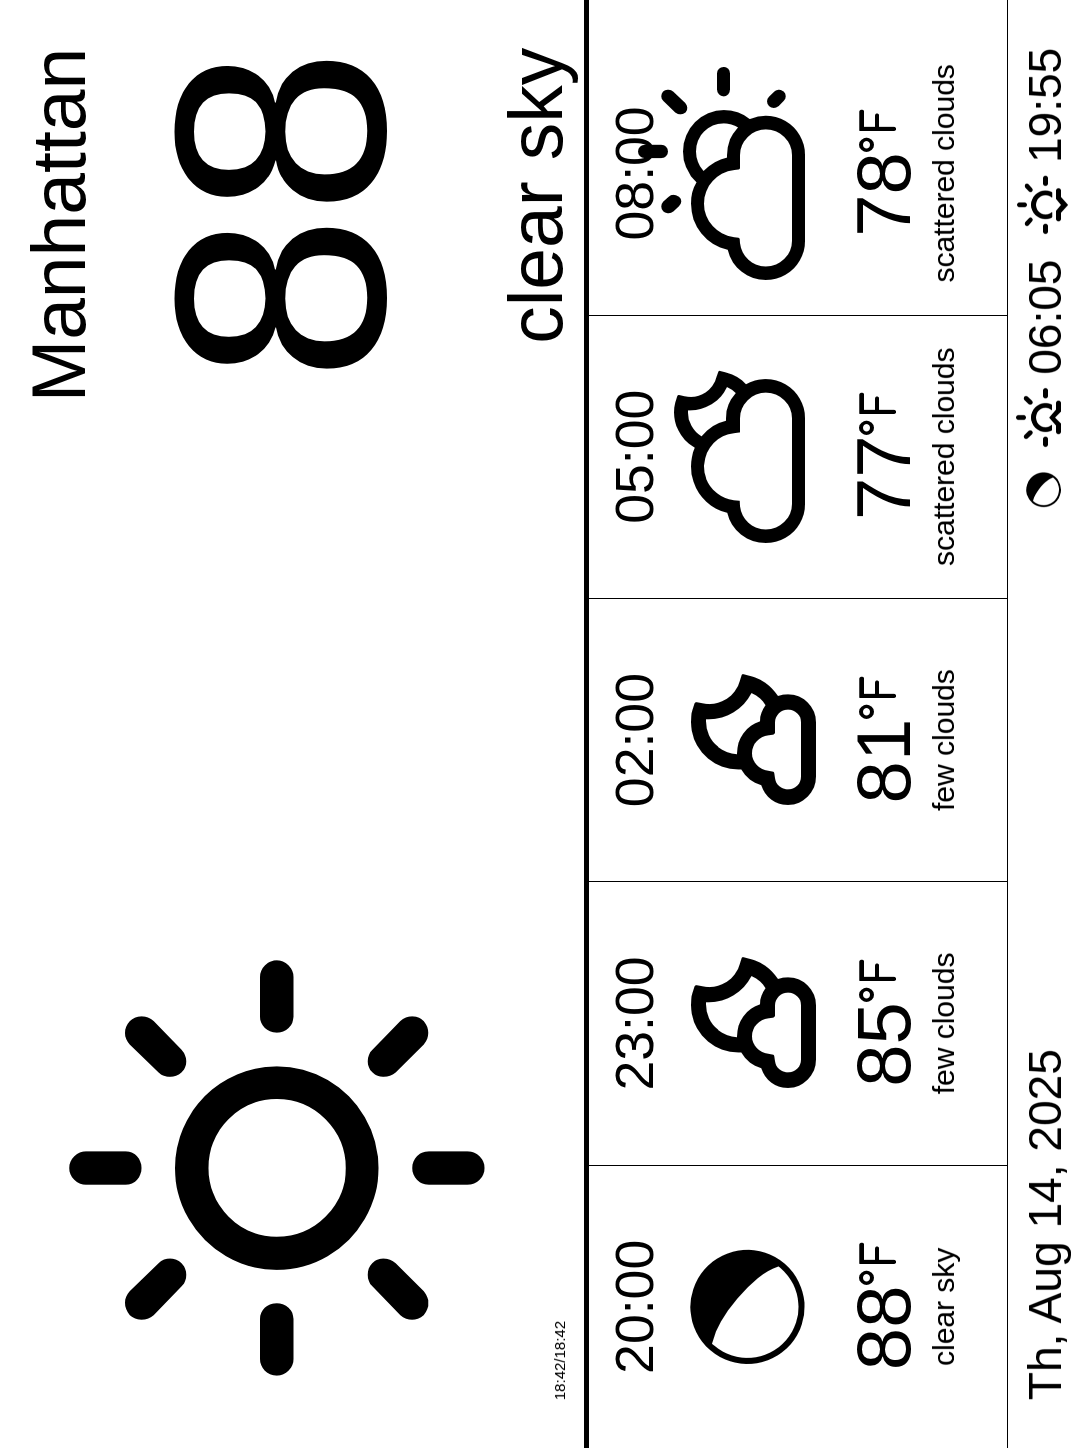 Manhattan
88
clear sky
18:42/18:42
20:00
88°F
clear sky
23:00
85°F
few clouds
02:00
81°F
few clouds
05:00
77°F
scattered clouds
08:00
78°F
scattered clouds
Th, Aug 14, 2025
06:05
19:55